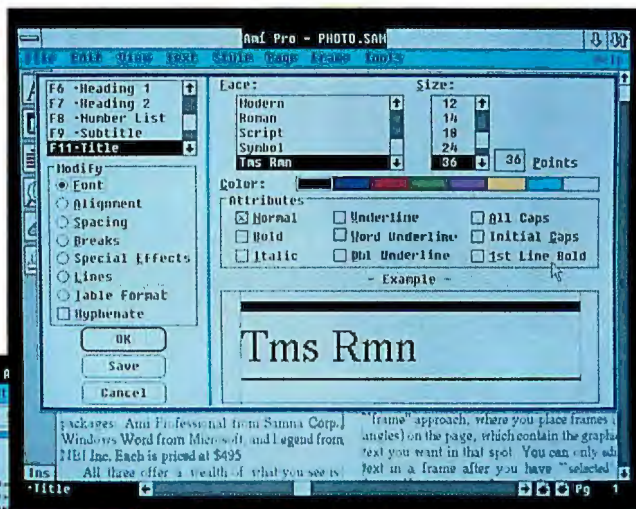 Ami Pro - PHOTO.SAM
File Edit View Text Style Page Frame Tools Help
F6 -Heading 1
F7 -Heading 2
F8 -Number List
F9 -Subtitle
F11-Title
Modify
Font
Alignment
Spacing
Breaks
Special Effects
Lines
Table Format
Hyphenate
OK
Save
Cancel
Face:
Modern
Roman
Script
Symbol
Tms Rmn
Size:
12
14
18
24
36
36 Points
Color:
Attributes
Normal
Bold
Italic
Underline
Word Underline
Dbl Underline
All Caps
Initial Caps
1st Line Bold
- Example -
Tms Rmn
packages: Ami Professional from Samna Corp.,
Windows Word from Microsoft, and Legend from
NBI Inc. Each is priced at $495
All three offer a wealth of what you see is
"frame" approach, where you place frames
angles) on the page, which contain the graphic
text you want in that spot. You can only
text in a frame after you have "selected
Ins
-Title
Pg 1